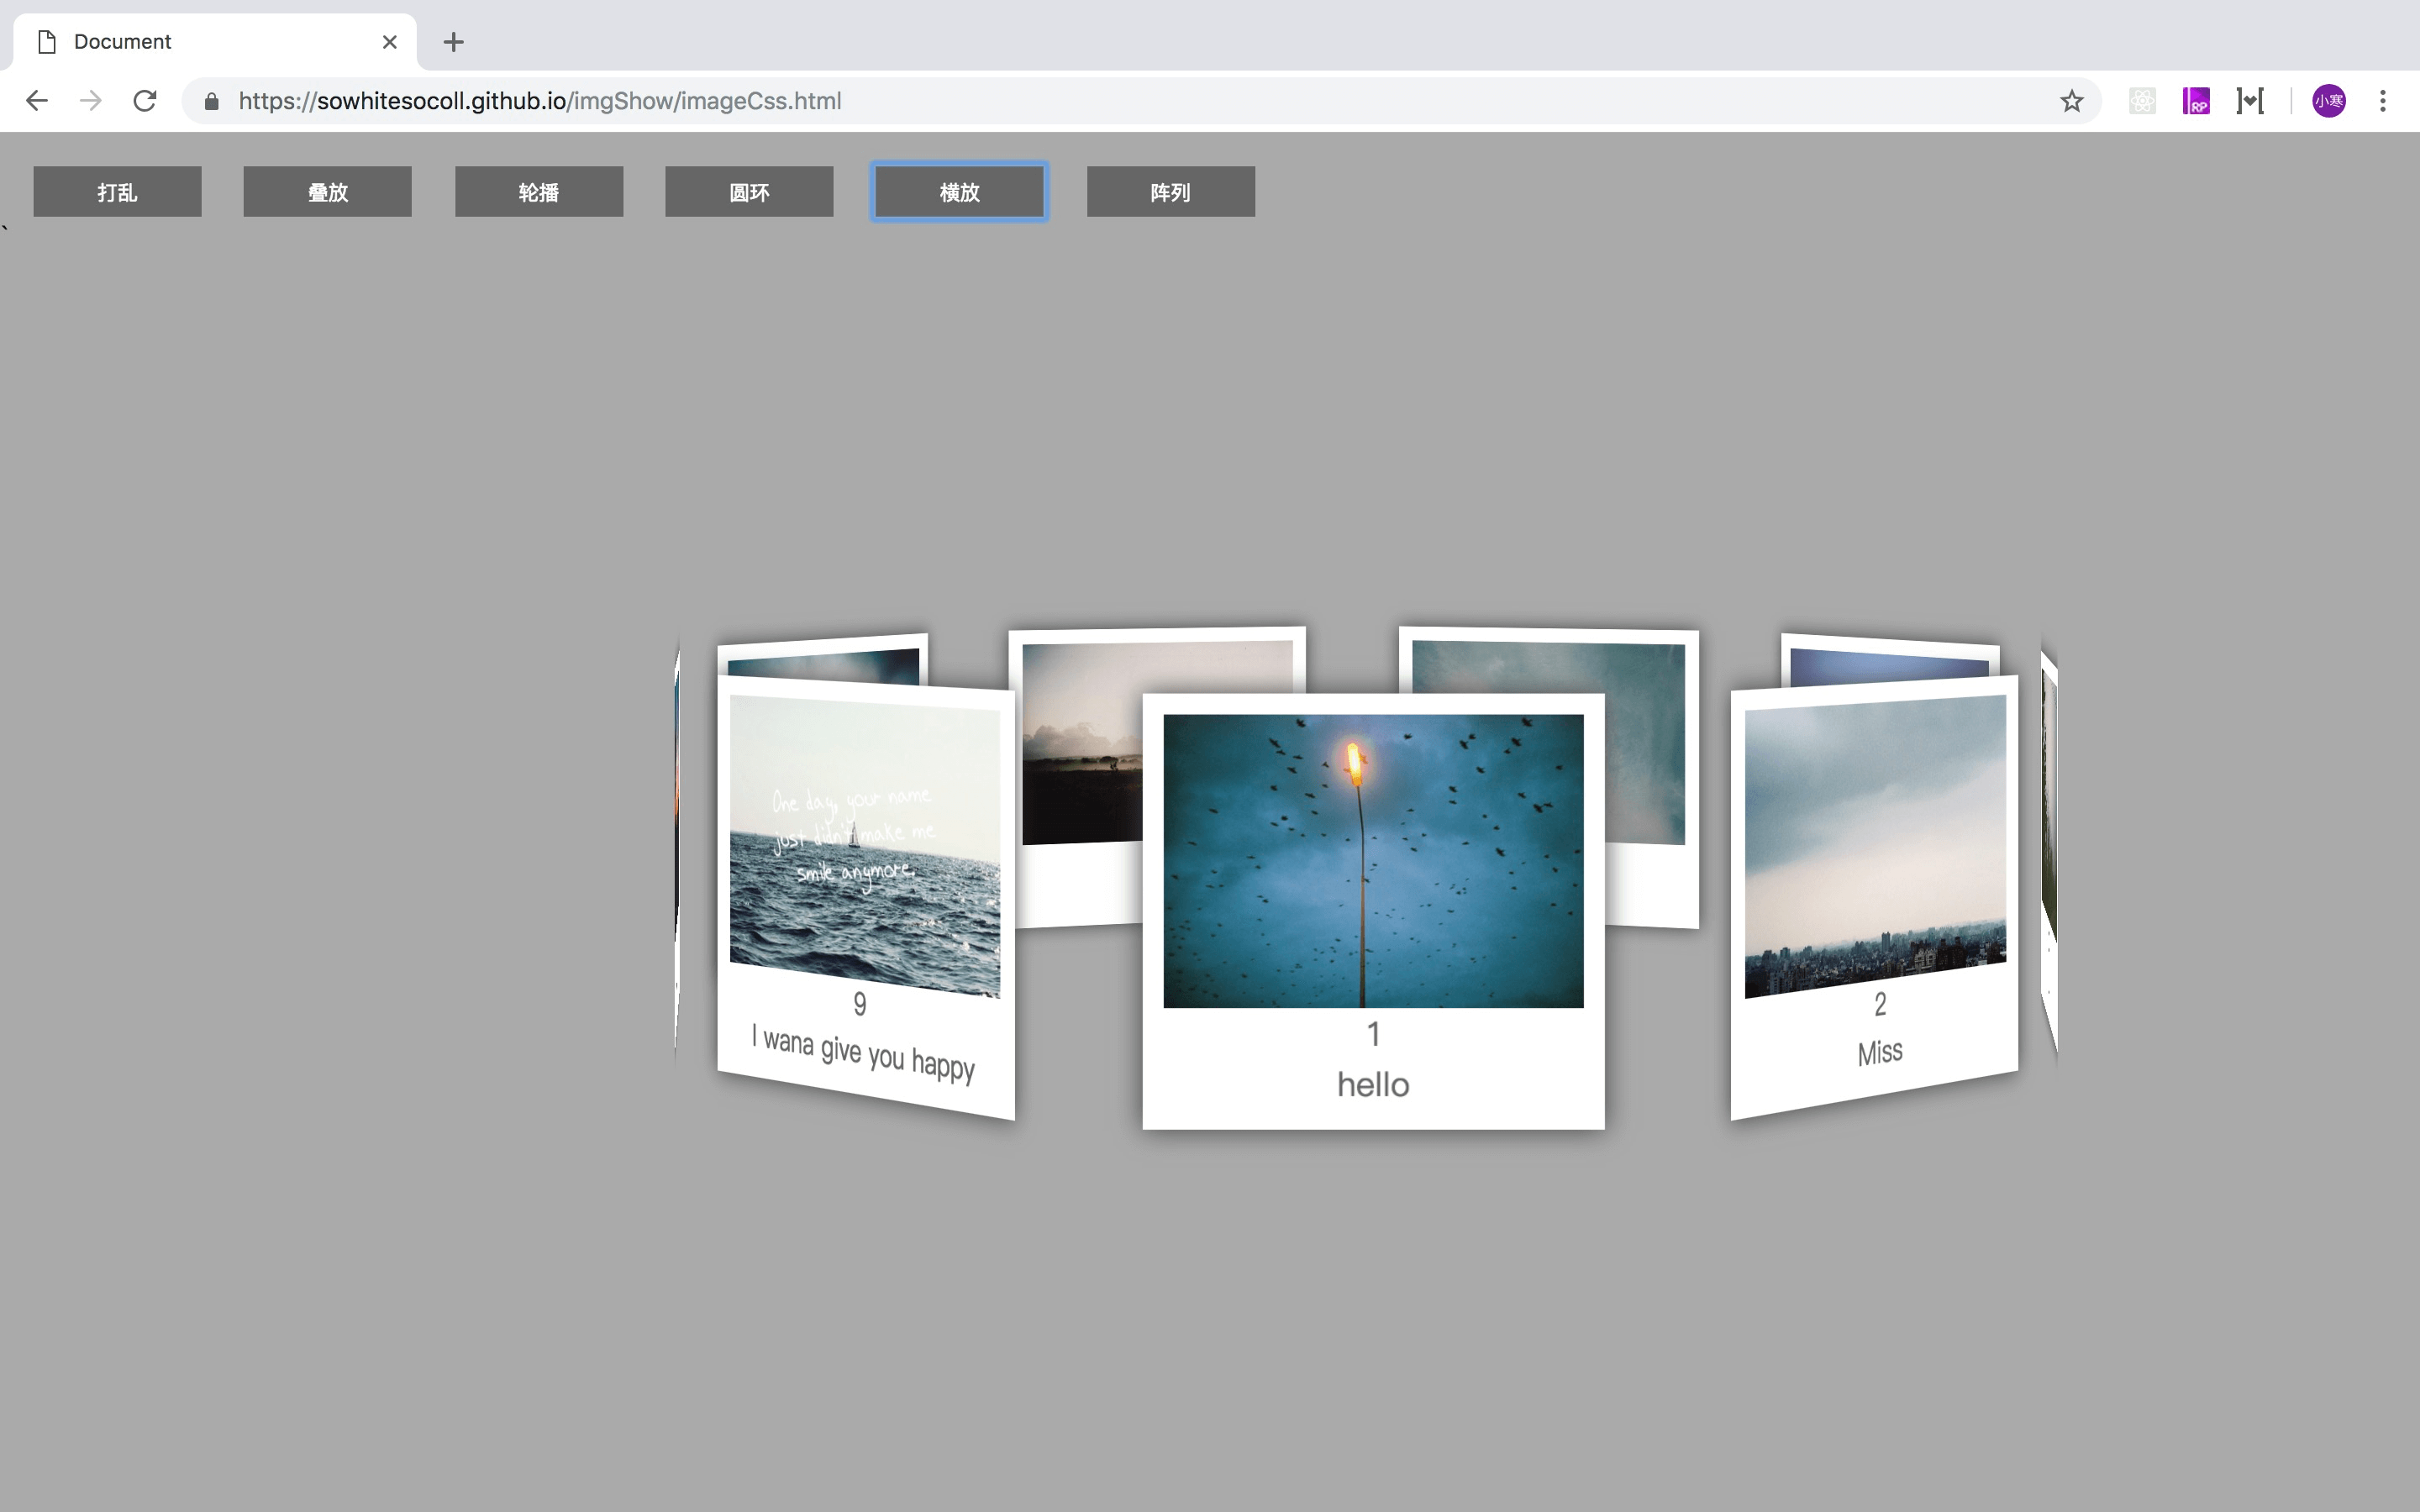 Document
https://sowhitesocoll.github.io/imgShow/imageCss.html
RP
小寒
打乱
叠放
轮播
圆环
横放
阵列
`
One day, your name
just didn't make me
smile anymore.
9
I wana give you happy
1
hello
2
Miss